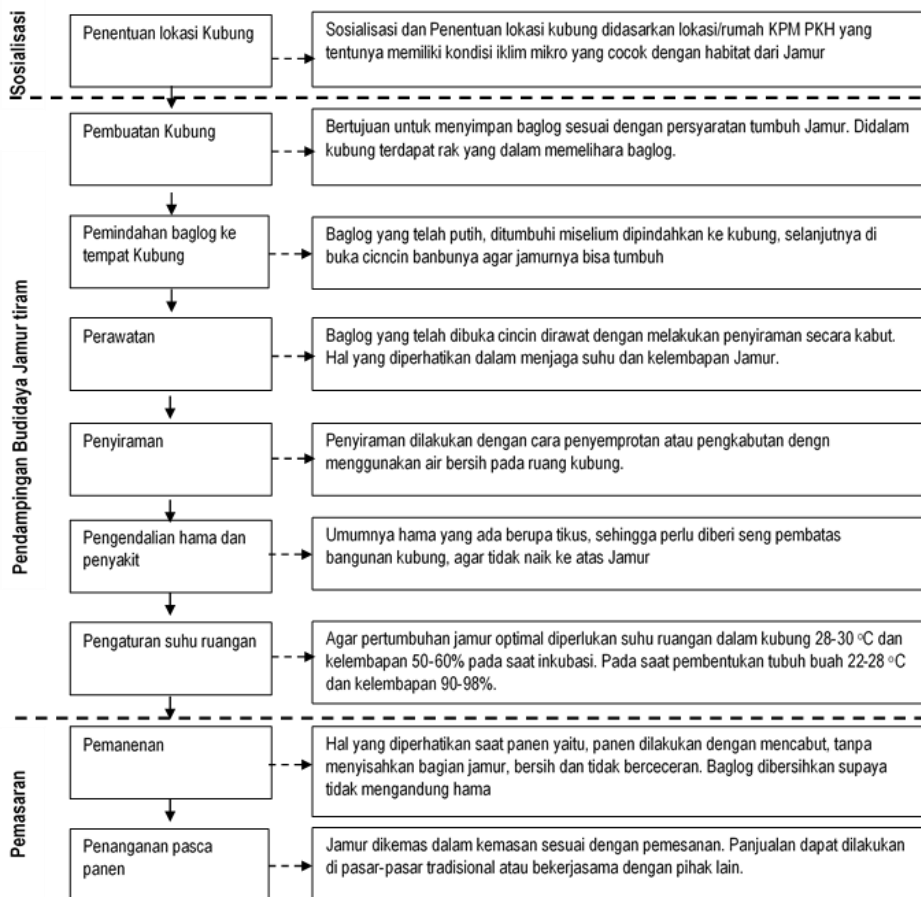 Sosialisasi
Penentuan lokasi Kubung
Sosialisasi dan Penentuan lokasi kubung didasarkan lokasi/rumah KPM PKH yang
tentunya memiliki kondisi iklim mikro yang cocok dengan habitat dari Jamur
Pendampingan Budidaya Jamur tiram
Pembuatan Kubung
Bertujuan untuk menyimpan baglog sesuai dengan persyaratan tumbuh Jamur. Didalam
kubung terdapat rak yang dalam memelihara baglog.
Pemindahan baglog ke
tempat Kubung
Baglog yang telah putih, ditumbuhi miselium dipindahkan ke kubung, selanjutnya di
buka cicncin banbunya agar jamurnya bisa tumbuh
Perawatan
Baglog yang telah dibuka cincin dirawat dengan melakukan penyiraman secara kabut.
Hal yang diperhatikan dalam menjaga suhu dan kelembapan Jamur.
Penyiraman
Penyiraman dilakukan dengan cara penyemprotan atau pengkabutan dengn
menggunakan air bersih pada ruang kubung.
Pengendalian hama dan
penyakit
Umumnya hama yang ada berupa tikus, sehingga perlu diberi seng pembatas
bangunan kubung, agar tidak naik ke atas Jamur
Pengaturan suhu ruangan
Agar pertumbuhan jamur optimal diperlukan suhu ruangan dalam kubung 28-30 ºC dan
kelembapan 50-60% pada saat inkubasi. Pada saat pembentukan tubuh buah 22-28 ºC
dan kelembapan 90-98%.
Pemasaran
Pemanenan
Hal yang diperhatikan saat panen yaitu, panen dilakukan dengan mencabut, tanpa
menyisahkan bagian jamur, bersih dan tidak berceceran. Baglog dibersihkan supaya
tidak mengandung hama
Penanganan pasca
panen
Jamur dikemas dalam kemasan sesuai dengan pemesanan. Panjualan dapat dilakukan
di pasar-pasar tradisional atau bekerjasama dengan pihak lain.